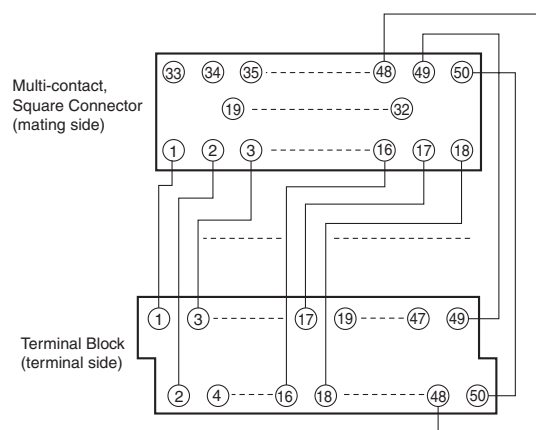 33 34 35 48 49 50
Multi-contact,
Square Connector
(mating side)
19 32
1 2 3 16 17 18
1 3 17 19 47 49
Terminal Block
(terminal side)
2 4 16 18 48 50